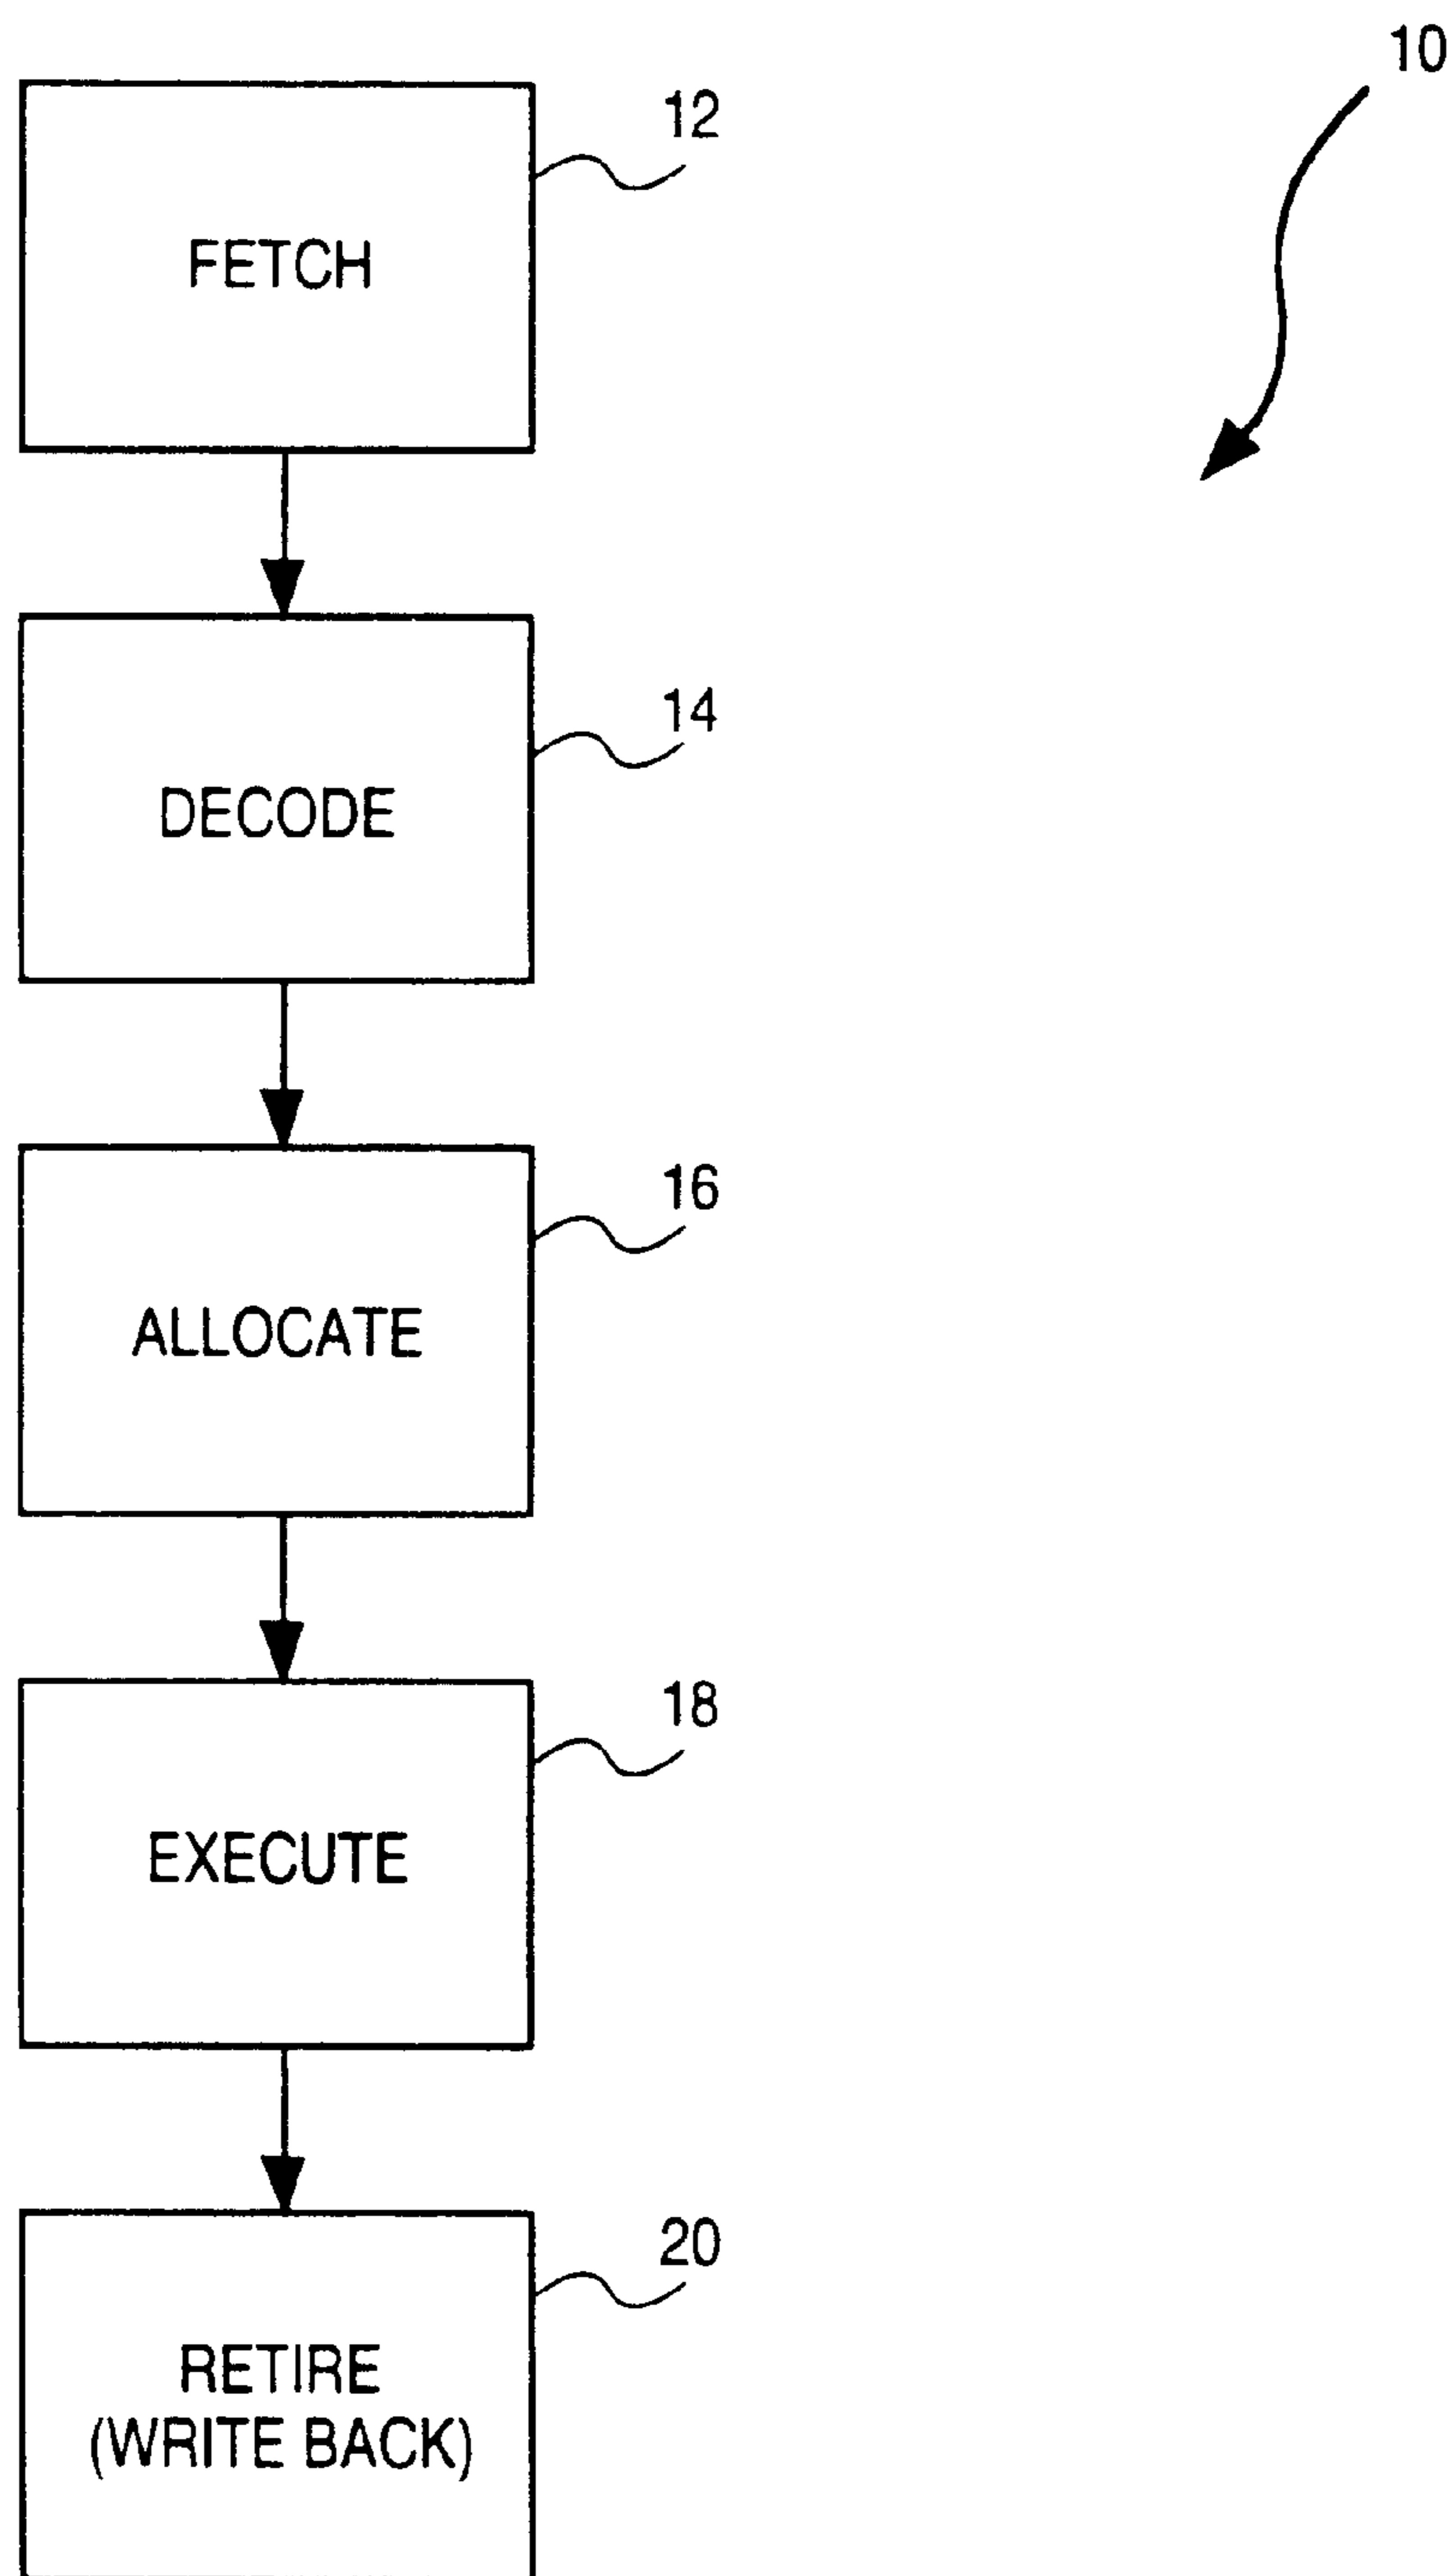 10
12
FETCH
14
DECODE
16
ALLOCATE
18
EXECUTE
20
RETIRE
(WRITE BACK)